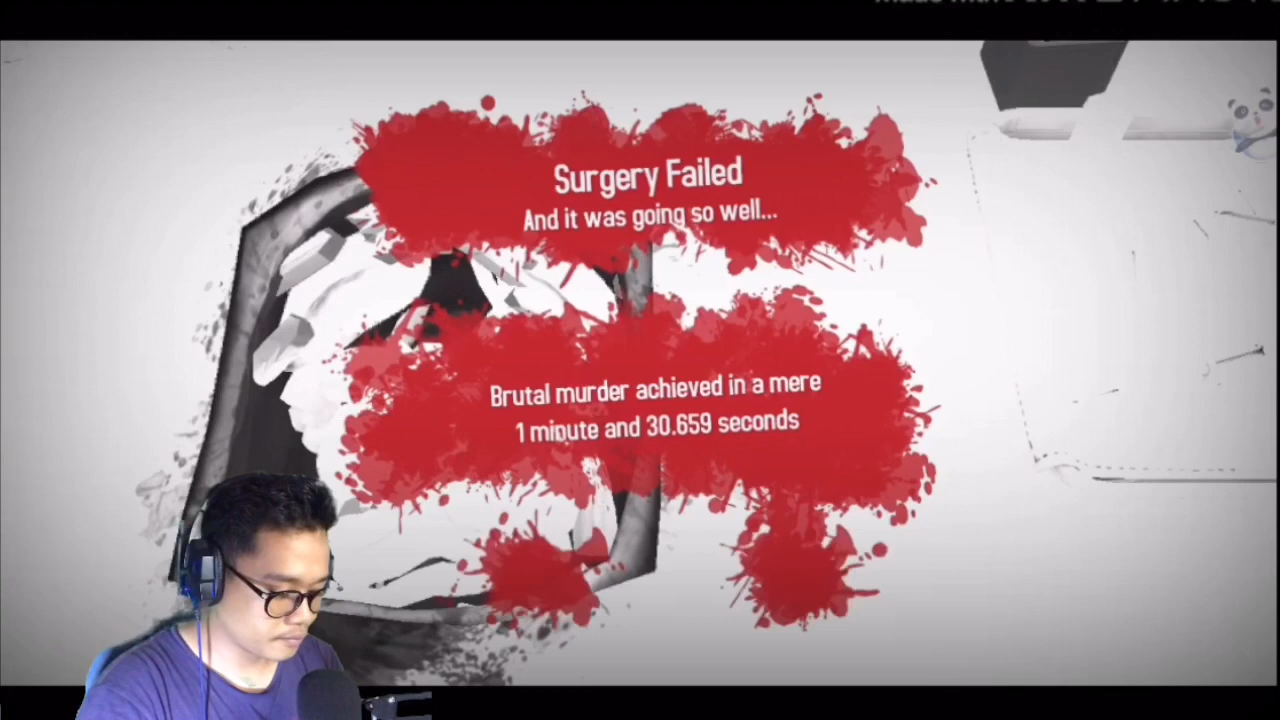 Surgery Failed
And it was going so well...
Brutal murder achieved in a mere
1 minute and 30.659 seconds